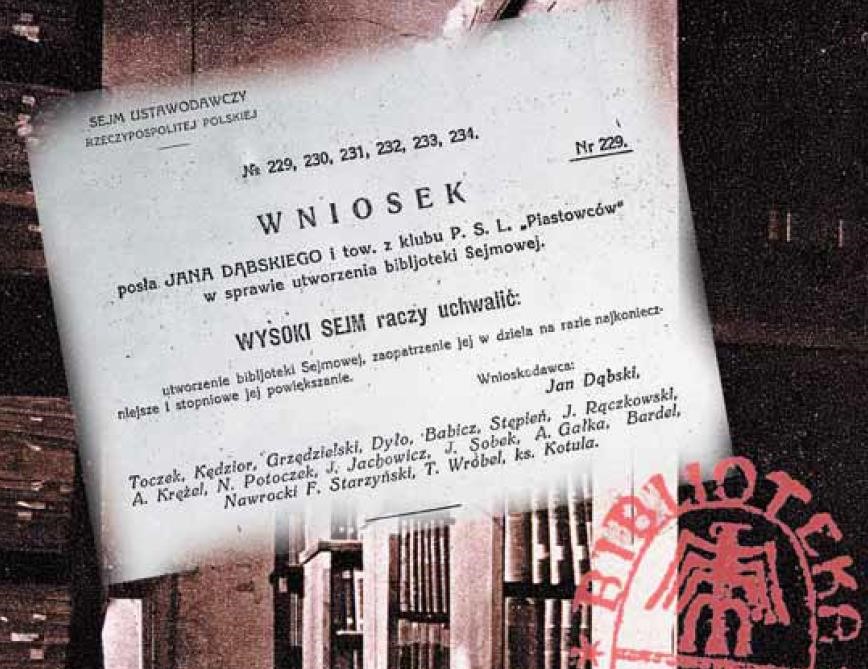 SEJM USTAWODAWCZY
RZECZYPOSPOLITEJ POLSKIEJ
№ 229, 230, 231, 232, 233, 234.
Nr 229.
WNIOSEK
posła JANA DĄBSKIEGO i tow. z klubu P. S. L. „Piastowców“
w sprawie utworzenia bibljoteki Sejmowej.
WYSOKI SEJM raczy uchwalić:
utworzenie bibljoteki Sejmowej, zaopatrzenie jej w dzieła na razie najkoniecz-
niejsze i stopniowe jej powiększanie.
Wnioskodawca:
Jan Dąbski,
Toczek, Kędzior, Grzędzielski, Dyło, Babicz, Stępień, J. Rączkowski,
A. Krężel, N. Potoczek, J. Jachowicz, J. Sobek, A. Gałka, Bardel,
Nawrocki F. Starzyński, T. Wróbel, ks. Kotula.
BIBLIOTEKA